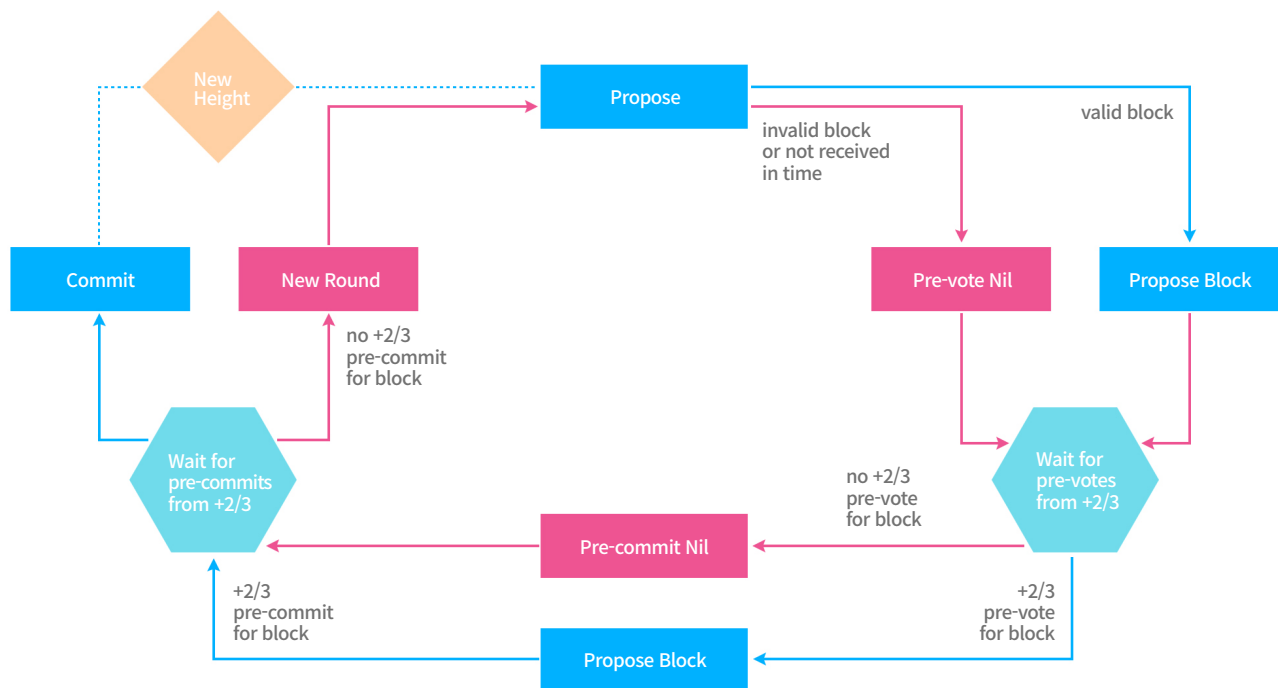 New
Height
Propose
valid block
invalid block
or not received
in time
Commit
New Round
Pre-vote Nil
Propose Block
no +2/3
pre-commit
for block
Wait for
pre-commits
from +2/3
Wait for
pre-votes
from +2/3
no +2/3
pre-vote
for block
Pre-commit Nil
+2/3
pre-commit
for block
+2/3
pre-vote
for block
Propose Block